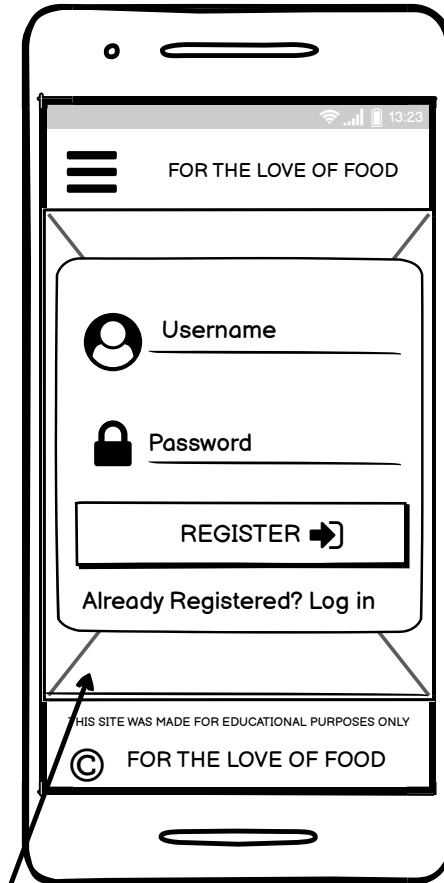 13:23
FOR THE LOVE OF FOOD
Username
Password
REGISTER
Already Registered? Log in
THIS SITE WAS MADE FOR EDUCATIONAL PURPOSES ONLY
© FOR THE LOVE OF FOOD